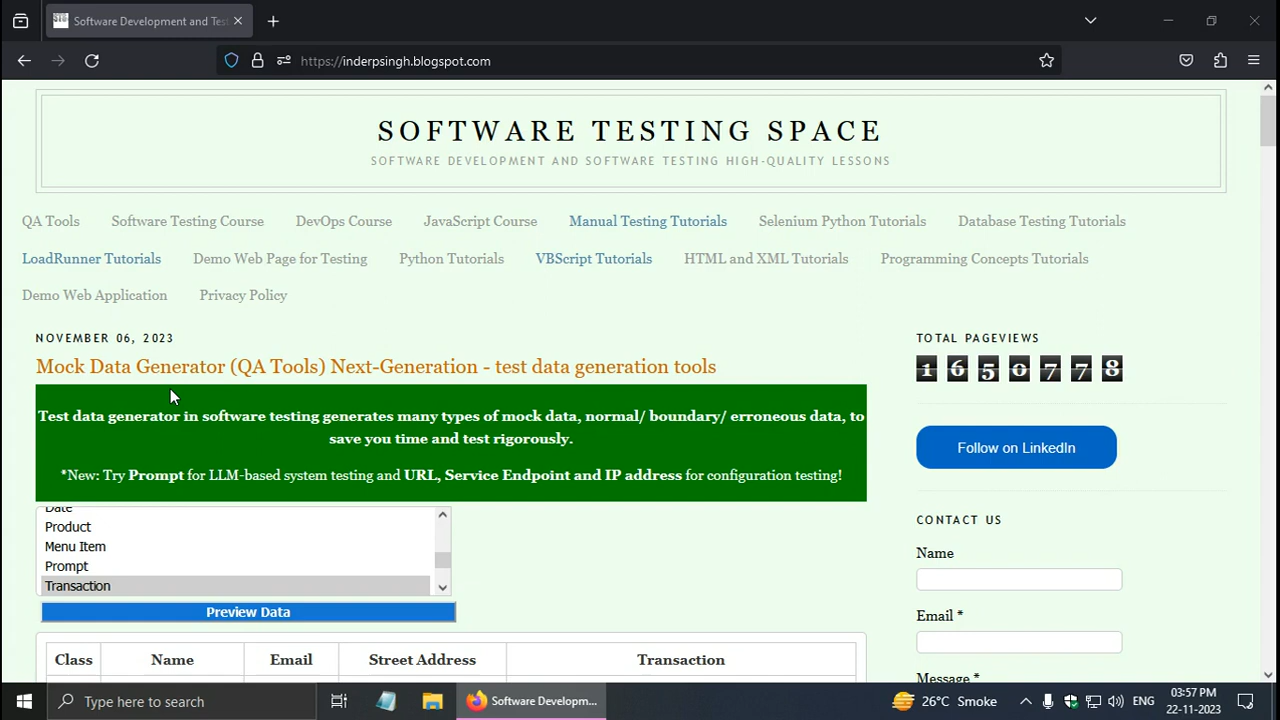 Software Development and Test
https://inderpsingh.blogspot.com
SOFTWARE TESTING SPACE
SOFTWARE DEVELOPMENT AND SOFTWARE TESTING HIGH-QUALITY LESSONS
QA Tools Software Testing Course DevOps Course JavaScript Course Manual Testing Tutorials Selenium Python Tutorials Database Testing Tutorials
LoadRunner Tutorials Demo Web Page for Testing Python Tutorials VBScript Tutorials HTML and XML Tutorials Programming Concepts Tutorials
Demo Web Application Privacy Policy
NOVEMBER 06, 2023
Mock Data Generator (QA Tools) Next-Generation - test data generation tools
Test data generator in software testing generates many types of mock data, normal/ boundary/ erroneous data, to
save you time and test rigorously.
*New: Try Prompt for LLM-based system testing and URL, Service Endpoint and IP address for configuration testing!
Date
Product
Menu Item
Prompt
Transaction
Preview Data
Class Name Email Street Address Transaction
TOTAL PAGEVIEWS
1650778
Follow on LinkedIn
CONTACT US
Name
Email *
Message *
Type here to search
Software Developm...
26°C Smoke
ENG
03:57 PM
22-11-2023